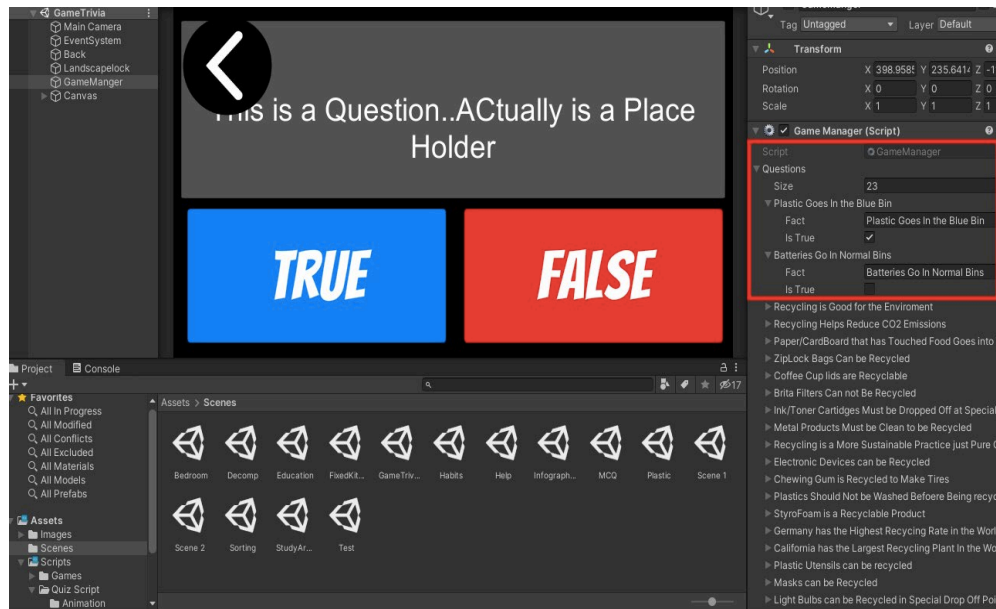 GameTrivia
Main Camera
EventSystem
Back
Landscapelock
GameManger
Canvas
This is a Question..ACtually is a Place
Holder
TRUE
FALSE
Tag Untagged Layer Default
Transform
Position X 398.9585 Y 235.6414 Z -1
Rotation X 0 Y 0 Z 0
Scale X 1 Y 1 Z 1
Game Manager (Script)
Script GameManager
Questions
Size 23
Plastic Goes In the Blue Bin
Fact Plastic Goes In the Blue Bin
Is True
Batteries Go In Normal Bins
Fact Batteries Go In Normal Bins
Is True
Recycling is Good for the Enviroment
Recycling Helps Reduce CO2 Emissions
Paper/CardBoard that has Touched Food Goes into
ZipLock Bags Can be Recycled
Coffee Cup lids are Recyclable
Brita Filters Can not Be Recycled
Ink/Toner Cartidges Must be Dropped Off at Special
Metal Products Must be Clean to be Recycled
Recycling is a More Sustainable Practice just Pure
Electronic Devices can be Recycled
Chewing Gum is Recycled to Make Tires
Plastics Should Not be Washed Befoere Being recyc
StyroFoam is a Recyclable Product
Germany has the Highest Recycing Rate in the Worl
California has the Largest Recycling Plant In the Wo
Plastic Utensils can be recycled
Masks can be Recycled
Light Bulbs can be Recycled in Special Drop Off Poi
Project Console
17
Favorites
All In Progress
All Modified
All Conflicts
All Excluded
All Materials
All Models
All Prefabs
Assets
Images
Scenes
Scripts
Games
Quiz Script
Animation
Assets > Scenes
Bedroom Decomp Education FixedKit... GameTriv... Habits Help Infograph... MCQ Plastic Scene 1
Scene 2 Sorting StudyAr... Test